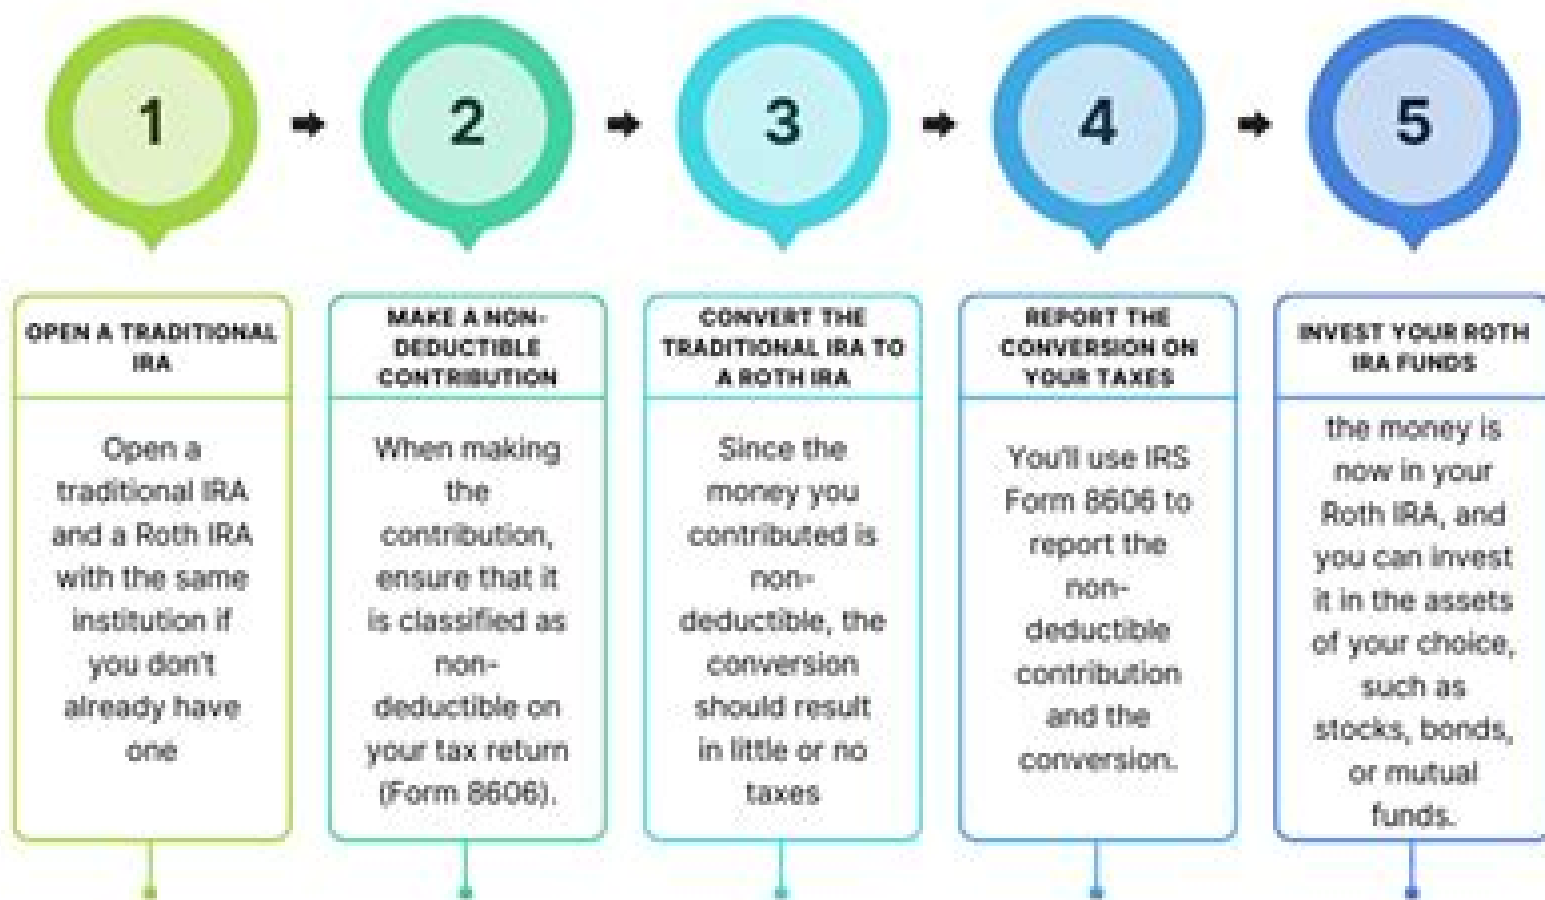 1
2
3
4
5
OPEN A TRADITIONAL
IRA
Open a
traditional IRA
and a Roth IRA
with the same
institution if
you don't
already have
one
MAKE A NON-
DEDUCTIBLE
CONTRIBUTION
When making
the
contribution,
ensure that it
is classified as
non-
deductible on
your tax return
(Form 8606).
CONVERT THE
TRADITIONAL IRA TO
A ROTH IRA
Since the
money you
contributed is
non-
deductible, the
conversion
should result
in little or no
taxes
REPORT THE
CONVERSION ON
YOUR TAXES
You'll use IRS
Form 8606 to
report the
non-
deductible
contribution
and the
conversion.
INVEST YOUR ROTH
IRA FUNDS
the money is
now in your
Roth IRA, and
you can invest
it in the assets
of your choice,
such as
stocks, bonds,
or mutual
funds.